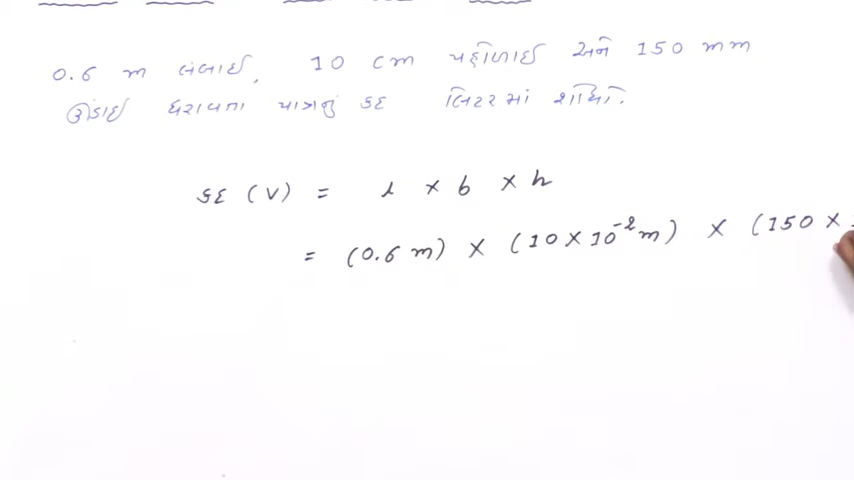 0.6 m લંબાઈ, 10 cm પહોળાઈ અને 150 mm
ઊંડાઈ ધરાવતા પાત્રનું કદ લિટરમાં શોધો.
કદ (V) = l × b × h
= (0.6 m) × (10 × 10⁻² m) × (150 ×